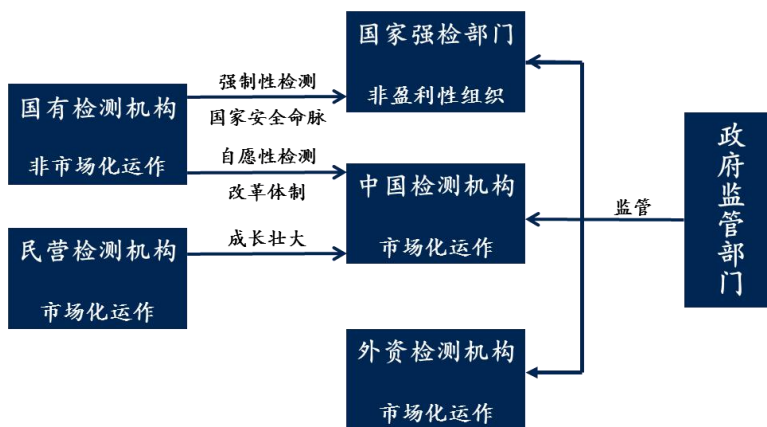 国家强检部门
非盈利性组织
强制性检测
国家安全命脉
国有检测机构
非市场化运作
自愿性检测
改革体制
中国检测机构
市场化运作
民营检测机构
市场化运作
成长壮大
外资检测机构
市场化运作
监管
政府监管部门